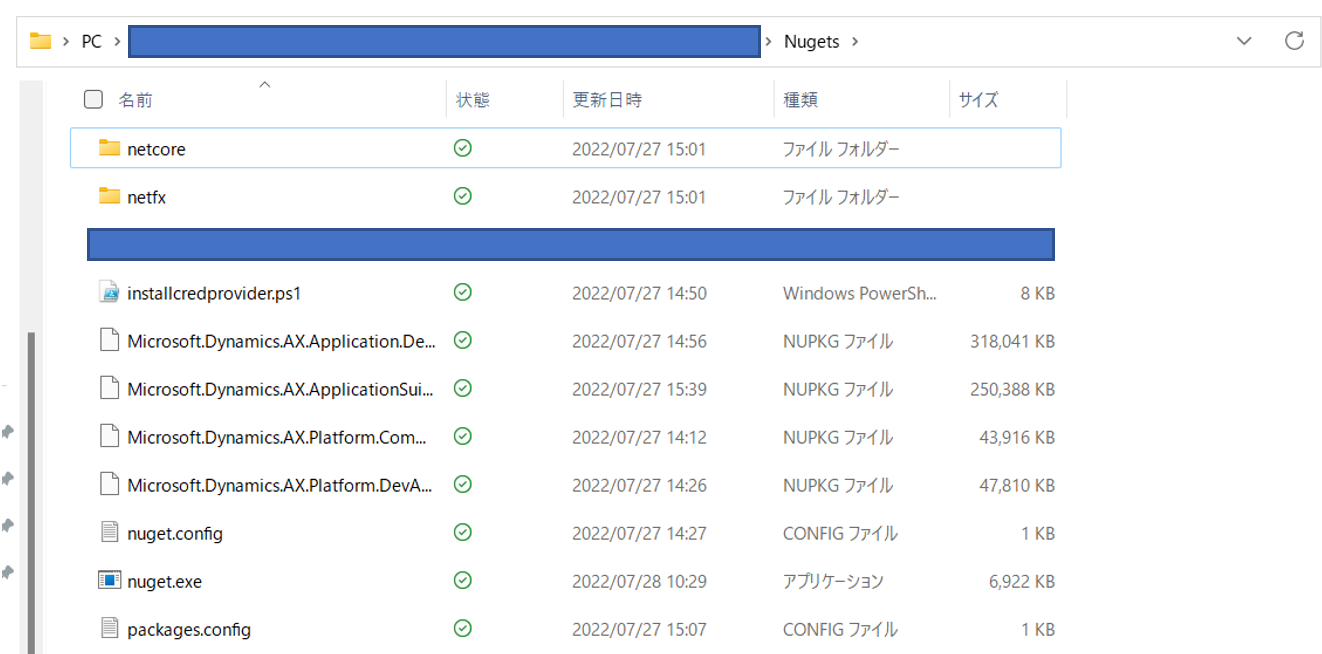 PC Nugets
名前 状態 更新日時 種類 サイズ
netcore 2022/07/27 15:01 ファイル フォルダー
netfx 2022/07/27 15:01 ファイル フォルダー
installcredprovider.ps1 2022/07/27 14:50 Windows PowerSh... 8 KB
Microsoft.Dynamics.AX.Application.De... 2022/07/27 14:56 NUPKG ファイル 318,041 KB
Microsoft.Dynamics.AX.ApplicationSui... 2022/07/27 15:39 NUPKG ファイル 250,388 KB
Microsoft.Dynamics.AX.Platform.Com... 2022/07/27 14:12 NUPKG ファイル 43,916 KB
Microsoft.Dynamics.AX.Platform.DevA... 2022/07/27 14:26 NUPKG ファイル 47,810 KB
nuget.config 2022/07/27 14:27 CONFIG ファイル 1 KB
nuget.exe 2022/07/28 10:29 アプリケーション 6,922 KB
packages.config 2022/07/27 15:07 CONFIG ファイル 1 KB